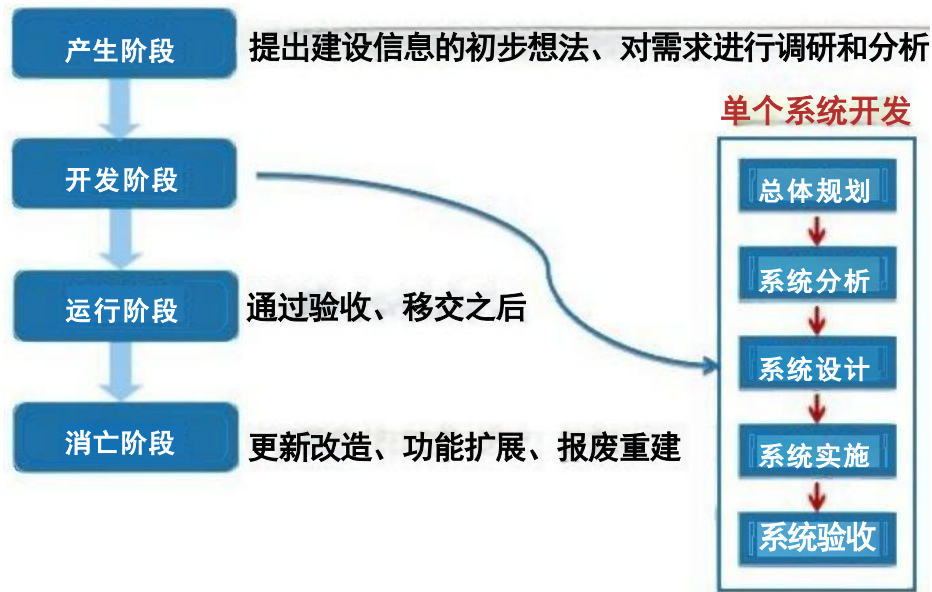 产生阶段
提出建设信息的初步想法、对需求进行调研和分析
单个系统开发
开发阶段
总体规划
系统分析
系统设计
系统实施
系统验收
运行阶段
通过验收、移交之后
消亡阶段
更新改造、功能扩展、报废重建